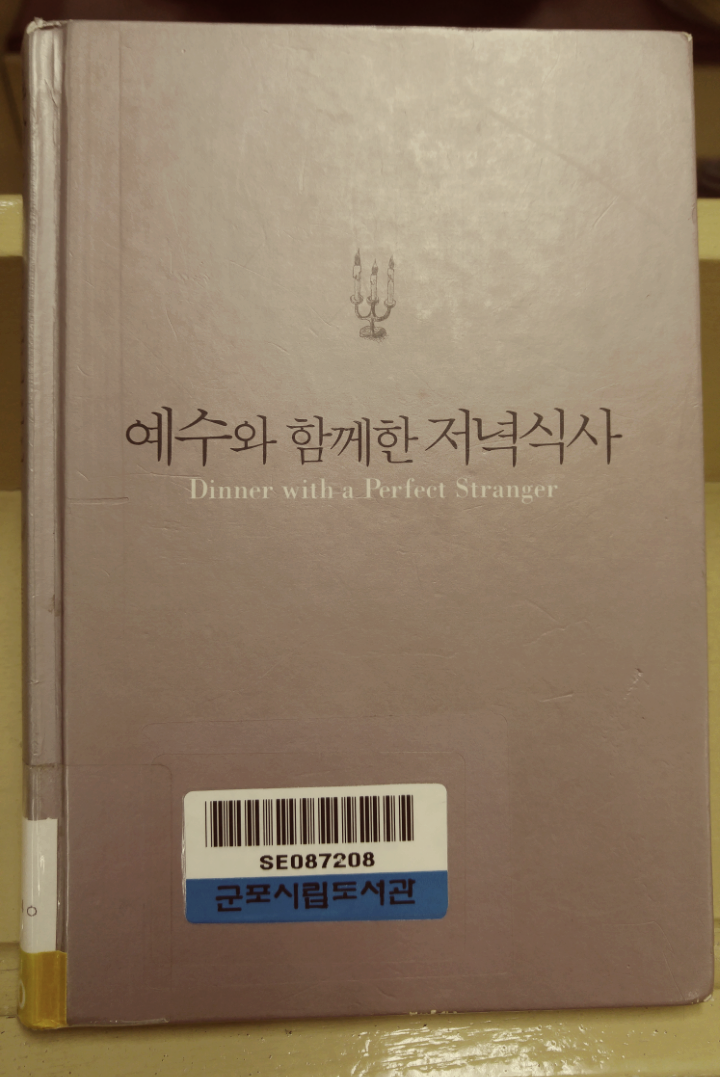 예수와 함께한 저녁식사
Dinner with a Perfect Stranger
SE087208
군포시립도서관